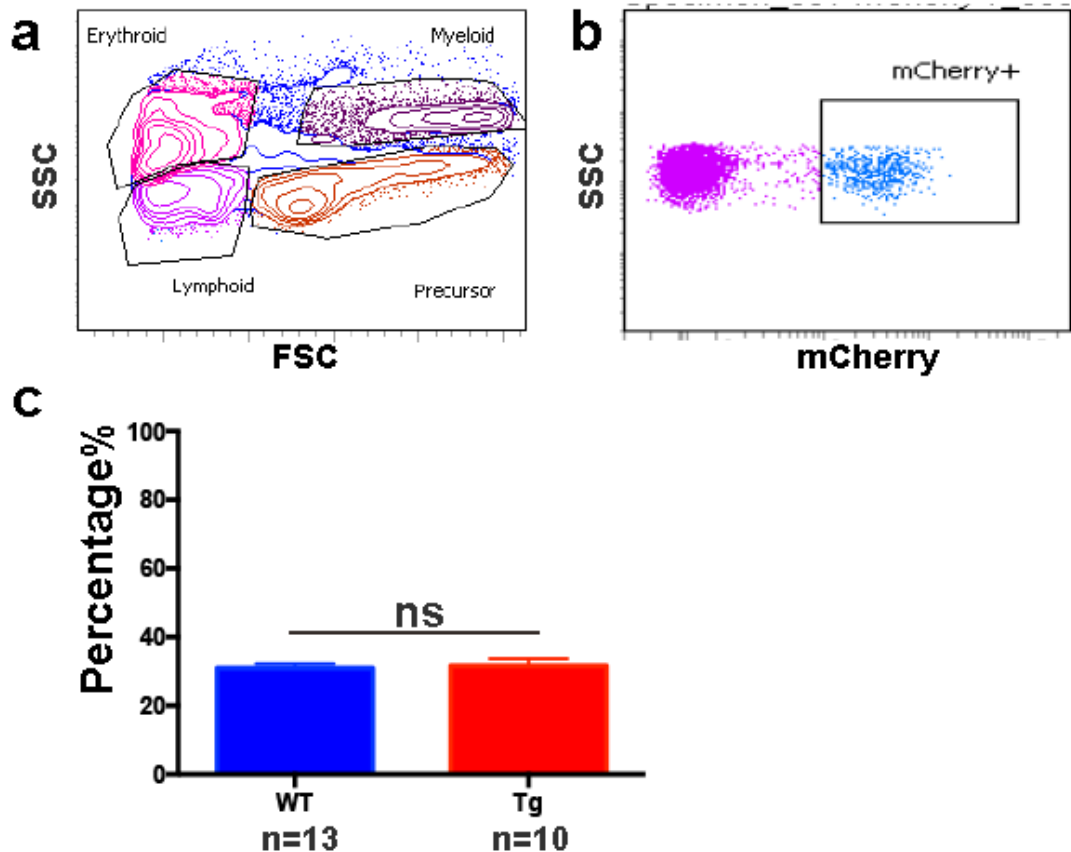 a
Erythroid
Myeloid
SSC
Lymphoid
Precursor
FSC
b
mCherry+
SSC
mCherry
c
Percentage%
100
80
60
40
20
0
ns
WT
Tg
n=13
n=10